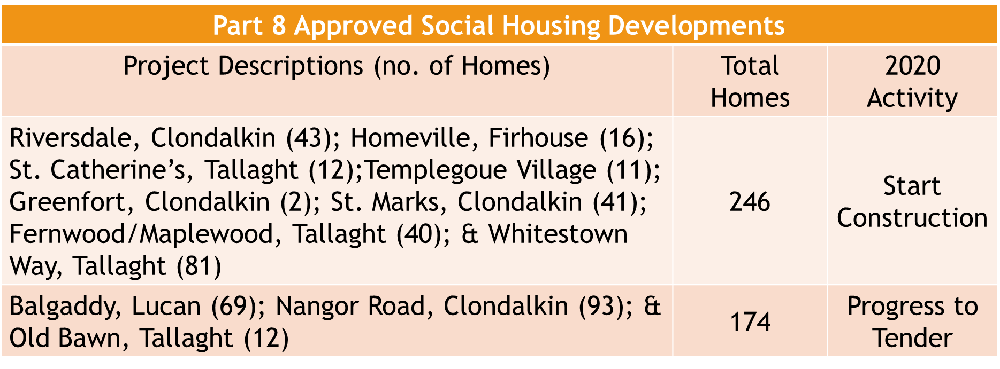 Part 8 Approved Social Housing Developments
Project Descriptions (no. of Homes)
Total
Homes
2020
Activity
Riversdale, Clondalkin (43); Homeville, Firhouse (16);
St. Catherine’s, Tallaght (12);Templegoue Village (11);
Greenfort, Clondalkin (2); St. Marks, Clondalkin (41);
Fernwood/Maplewood, Tallaght (40); & Whitestown
Way, Tallaght (81)
246
Start
Construction
Balgaddy, Lucan (69); Nangor Road, Clondalkin (93); &
Old Bawn, Tallaght (12)
174
Progress to
Tender